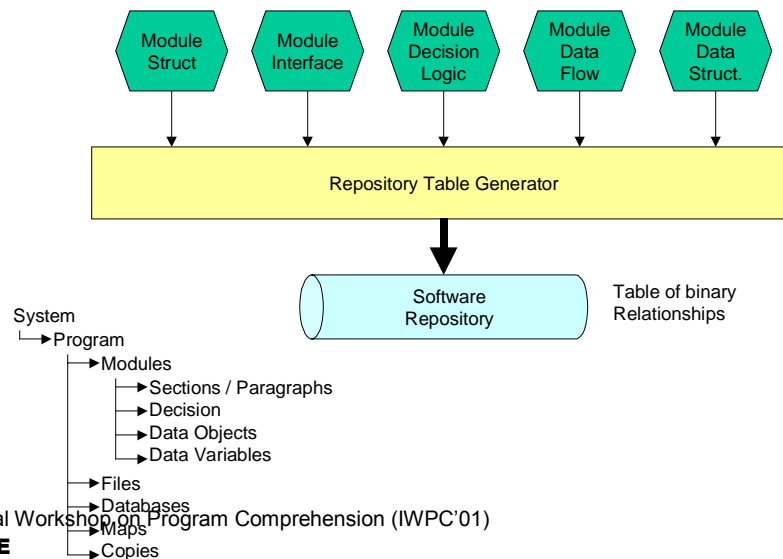 Module
Struct
Module
Interface
Module
Decision
Logic
Module
Data
Flow
Module
Data
Struct.
Repository Table Generator
Software
Repository
Table of binary
Relationships
System
Program
Modules
Sections / Paragraphs
Decision
Data Objects
Data Variables
Files
Databases
al Workshop on Program Comprehension (IWPC'01)
Maps
E
Copies